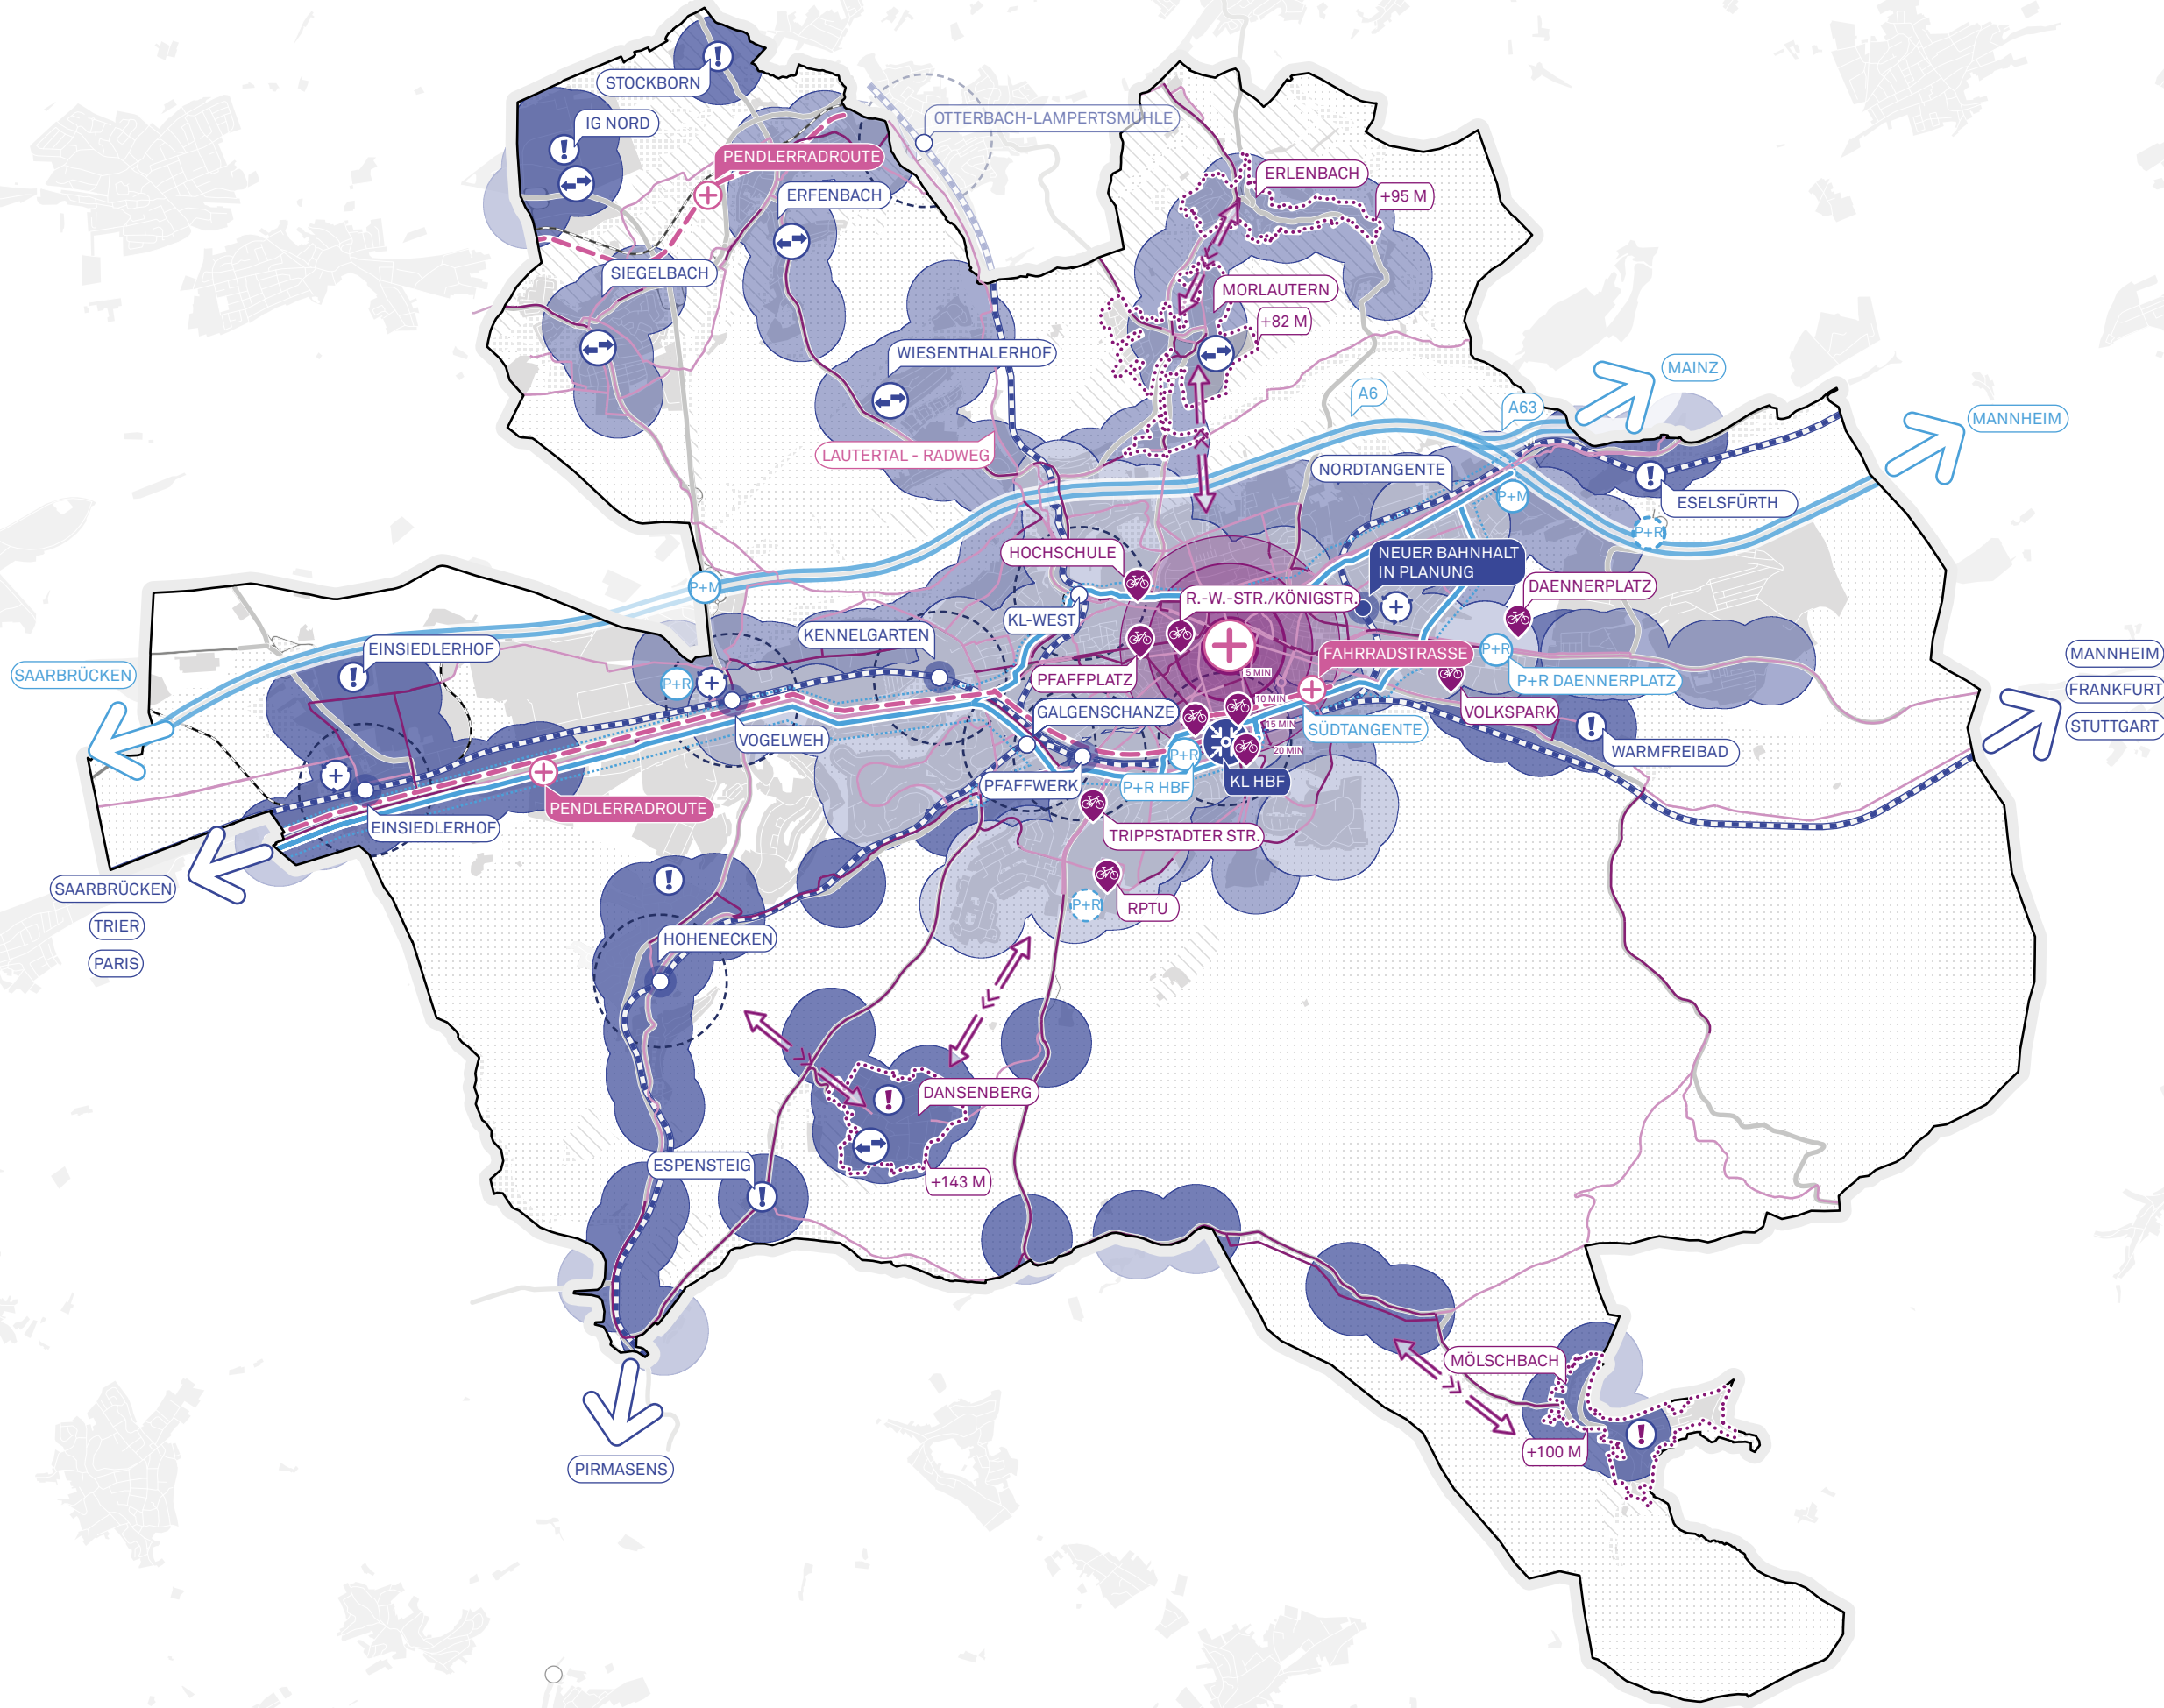 STOCKBORN
IG NORD
OTTERBACH-LAMPERTSMÜHLE
PENDLERRADROUTE
ERFENBACH
ERLENBACH
+95 M
SIEGELBACH
MORLAUTERN
+82 M
WIESENTHALERHOF
MAINZ
A6
A63
MANNHEIM
LAUTERTAL - RADWEG
NORDTANGENTE
P+M
ESELSFÜRTH
P+R
HOCHSCHULE
NEUER BAHNHALT
IN PLANUNG
P+M
DAENNERPLATZ
R.-W.-STR./KÖNIGSTR.
KL-WEST
KENNELGARTEN
EINSIEDLERHOF
FAHRRADSTRASSE
P+R
MANNHEIM
SAARBRÜCKEN
P+R
PFAFFPLATZ
5 MIN
P+R DAENNERPLATZ
FRANKFURT
10 MIN
GALGENSCHANZE
VOLKSPARK
15 MIN
SÜDTANGENTE
STUTTGART
VOGELWEH
20 MIN
WARMFREIBAD
P+R
PFAFFWERK
P+R HBF
KL HBF
PENDLERRADROUTE
EINSIEDLERHOF
TRIPPSTADTER STR.
SAARBRÜCKEN
P+R
RPTU
TRIER
HOHENECKEN
PARIS
DANSENBERG
ESPENSTEIG
+143 M
MÖLSCHBACH
+100 M
PIRMASENS